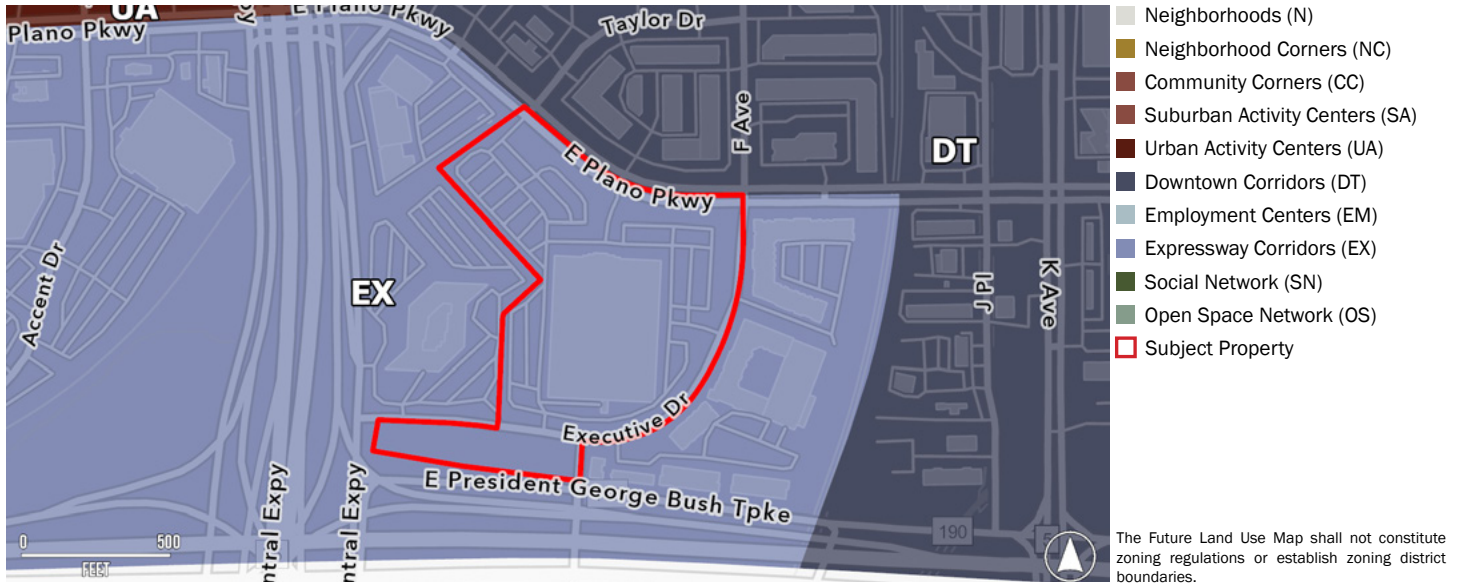 UA
E Plano Pkwy
Plano Pkwy
Taylor Dr
F Ave
DT
E Plano Pkwy
Accent Dr
EX
J Pl
K Ave
Executive Dr
E President George Bush Tpke
ntral Expy
ntral Expy
190
5
0 500
FEET
Neighborhoods (N)
Neighborhood Corners (NC)
Community Corners (CC)
Suburban Activity Centers (SA)
Urban Activity Centers (UA)
Downtown Corridors (DT)
Employment Centers (EM)
Expressway Corridors (EX)
Social Network (SN)
Open Space Network (OS)
Subject Property
The Future Land Use Map shall not constitute
zoning regulations or establish zoning district
boundaries.